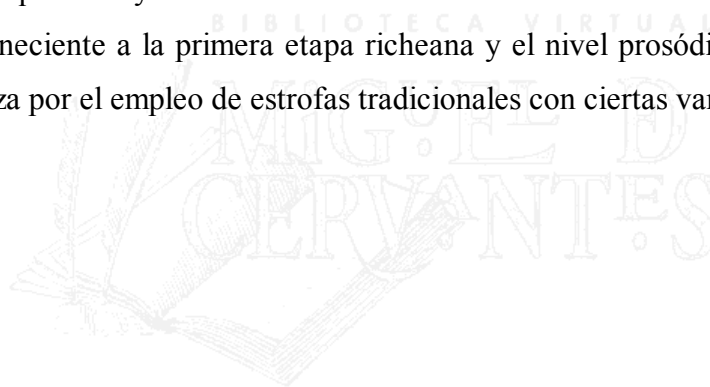 BIBLIOTECA VIRTUAL
neciente a la primera etapa richeana y el nivel prosódi
za por el empleo de estrofas tradicionales con ciertas var
MIGUEL D
CERVANTES